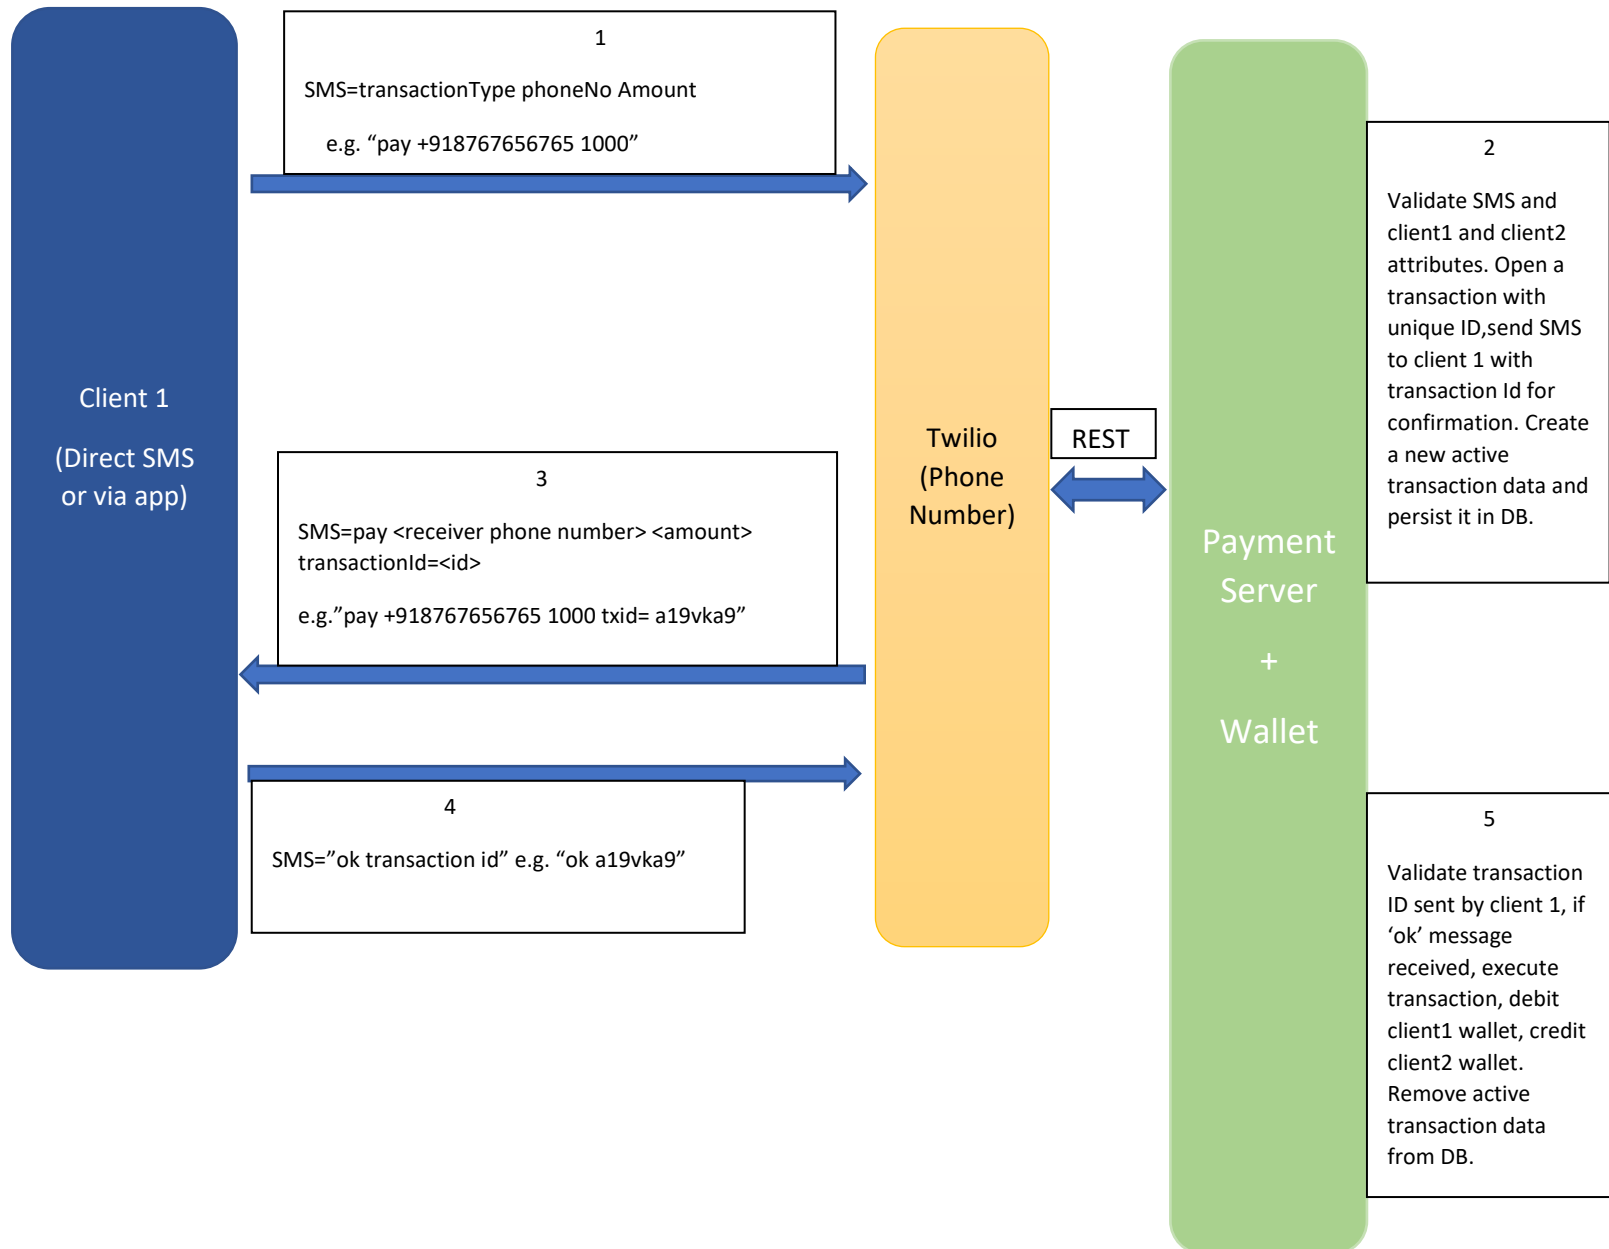 1
SMS=transactionType phoneNo Amount
e.g. “pay +918767656765 1000”
2
Validate SMS and
client1 and client2
attributes. Open a
transaction with
unique ID,send SMS
to client 1 with
transaction Id for
confirmation. Create
a new active
transaction data and
persist it in DB.
Client 1
(Direct SMS
or via app)
Twilio
(Phone
Number)
REST
3
SMS=pay <receiver phone number> <amount>
transactionId=<id>
e.g.”pay +918767656765 1000 txid= a19vka9”
Payment
Server
+
Wallet
4
SMS=”ok transaction id” e.g. “ok a19vka9”
5
Validate transaction
ID sent by client 1, if
‘ok’ message
received, execute
transaction, debit
client1 wallet, credit
client2 wallet.
Remove active
transaction data
from DB.